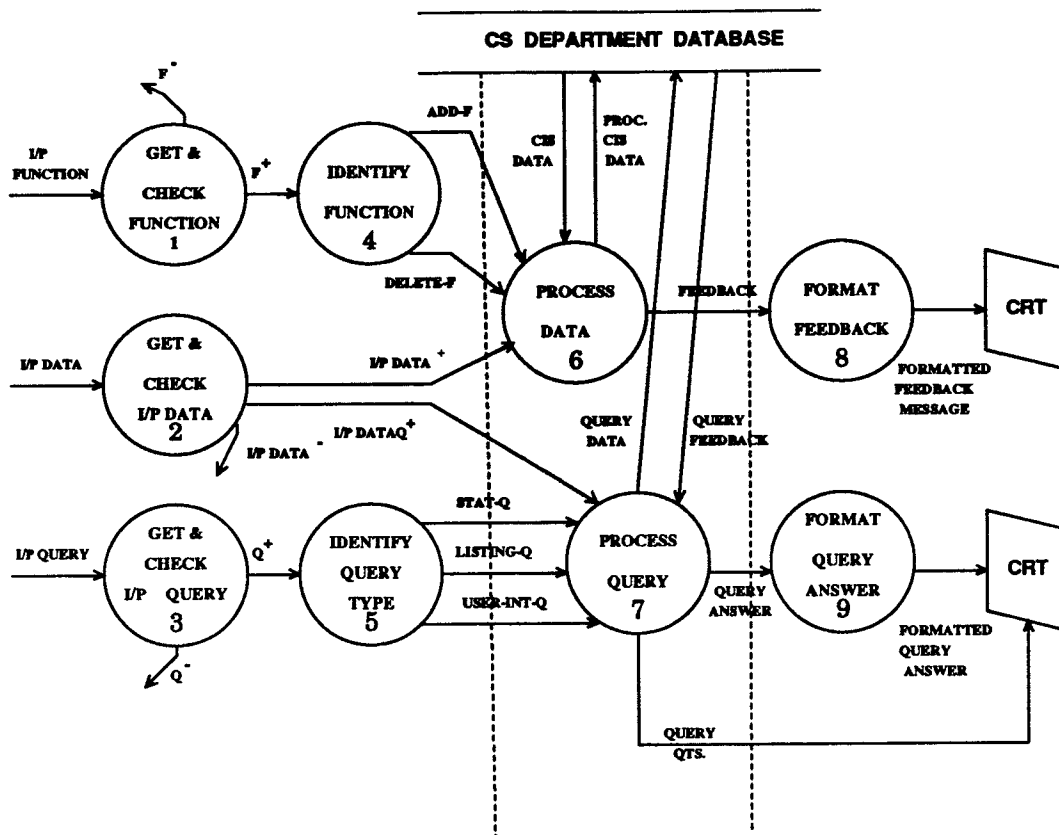 CS DEPARTMENT DATABASE
F -
ADD-F
I/P
FUNCTION
GET &
CHECK
FUNCTION
1
F +
IDENTIFY
FUNCTION
4
CIS
DATA
PROC.
CIS
DATA
DELETE-F
PROCESS
DATA
6
FEEDBACK
FORMAT
FEEDBACK
8
CRT
FORMATTED
FEEDBACK
MESSAGE
I/P DATA
GET &
CHECK
I/P DATA
2
I/P DATA +
I/P DATAQ +
I/P DATA -
QUERY
DATA
QUERY
FEEDBACK
I/P QUERY
GET &
CHECK
I/P QUERY
3
Q +
Q -
IDENTIFY
QUERY
TYPE
5
STAT-Q
LISTING-Q
USER-INT-Q
PROCESS
QUERY
7
QUERY
ANSWER
FORMAT
QUERY
ANSWER
9
CRT
FORMATTED
QUERY
ANSWER
QUERY
QTS.